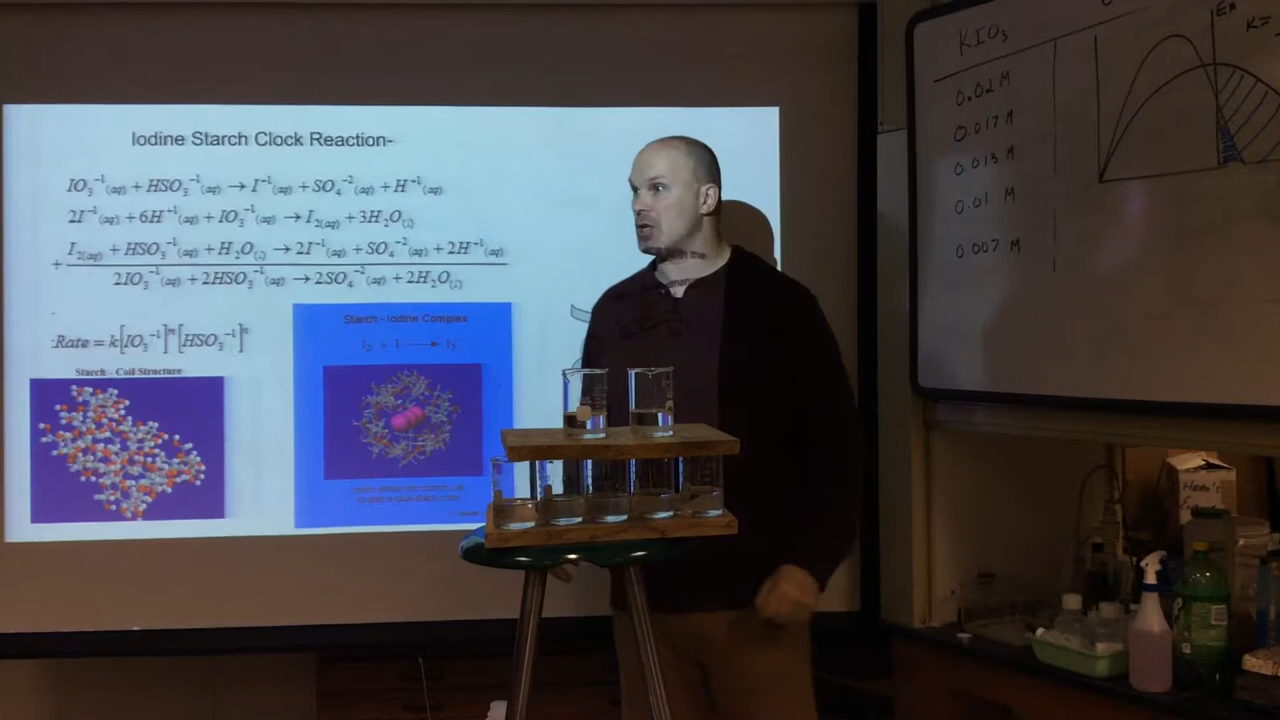 Iodine Starch Clock Reaction-
IO₃⁻¹(aq) + HSO₃⁻¹(aq) → I⁻¹(aq) + SO₄⁻²(aq) + H⁺¹(aq)
2I⁻¹(aq) + 6H⁺¹(aq) + IO₃⁻¹(aq) → I₂(aq) + 3H₂O(l)
I₂(aq) + HSO₃⁻¹(aq) + H₂O(l) → 2I⁻¹(aq) + SO₄⁻²(aq) + 2H⁺¹(aq)
+
2IO₃⁻¹(aq) + 2HSO₃⁻¹(aq) → 2SO₄⁻²(aq) + 2H₂O(l)
Rate = k[IO₃⁻¹]ᵐ[HSO₃⁻¹]ⁿ
Starch - Coil Structure
Starch - Iodine Complex
I₂ + I⁻ → I₃⁻
in the
KIO₃
0.02 M
0.017 M
0.013 M
0.01 M
0.007 M
EA
K=